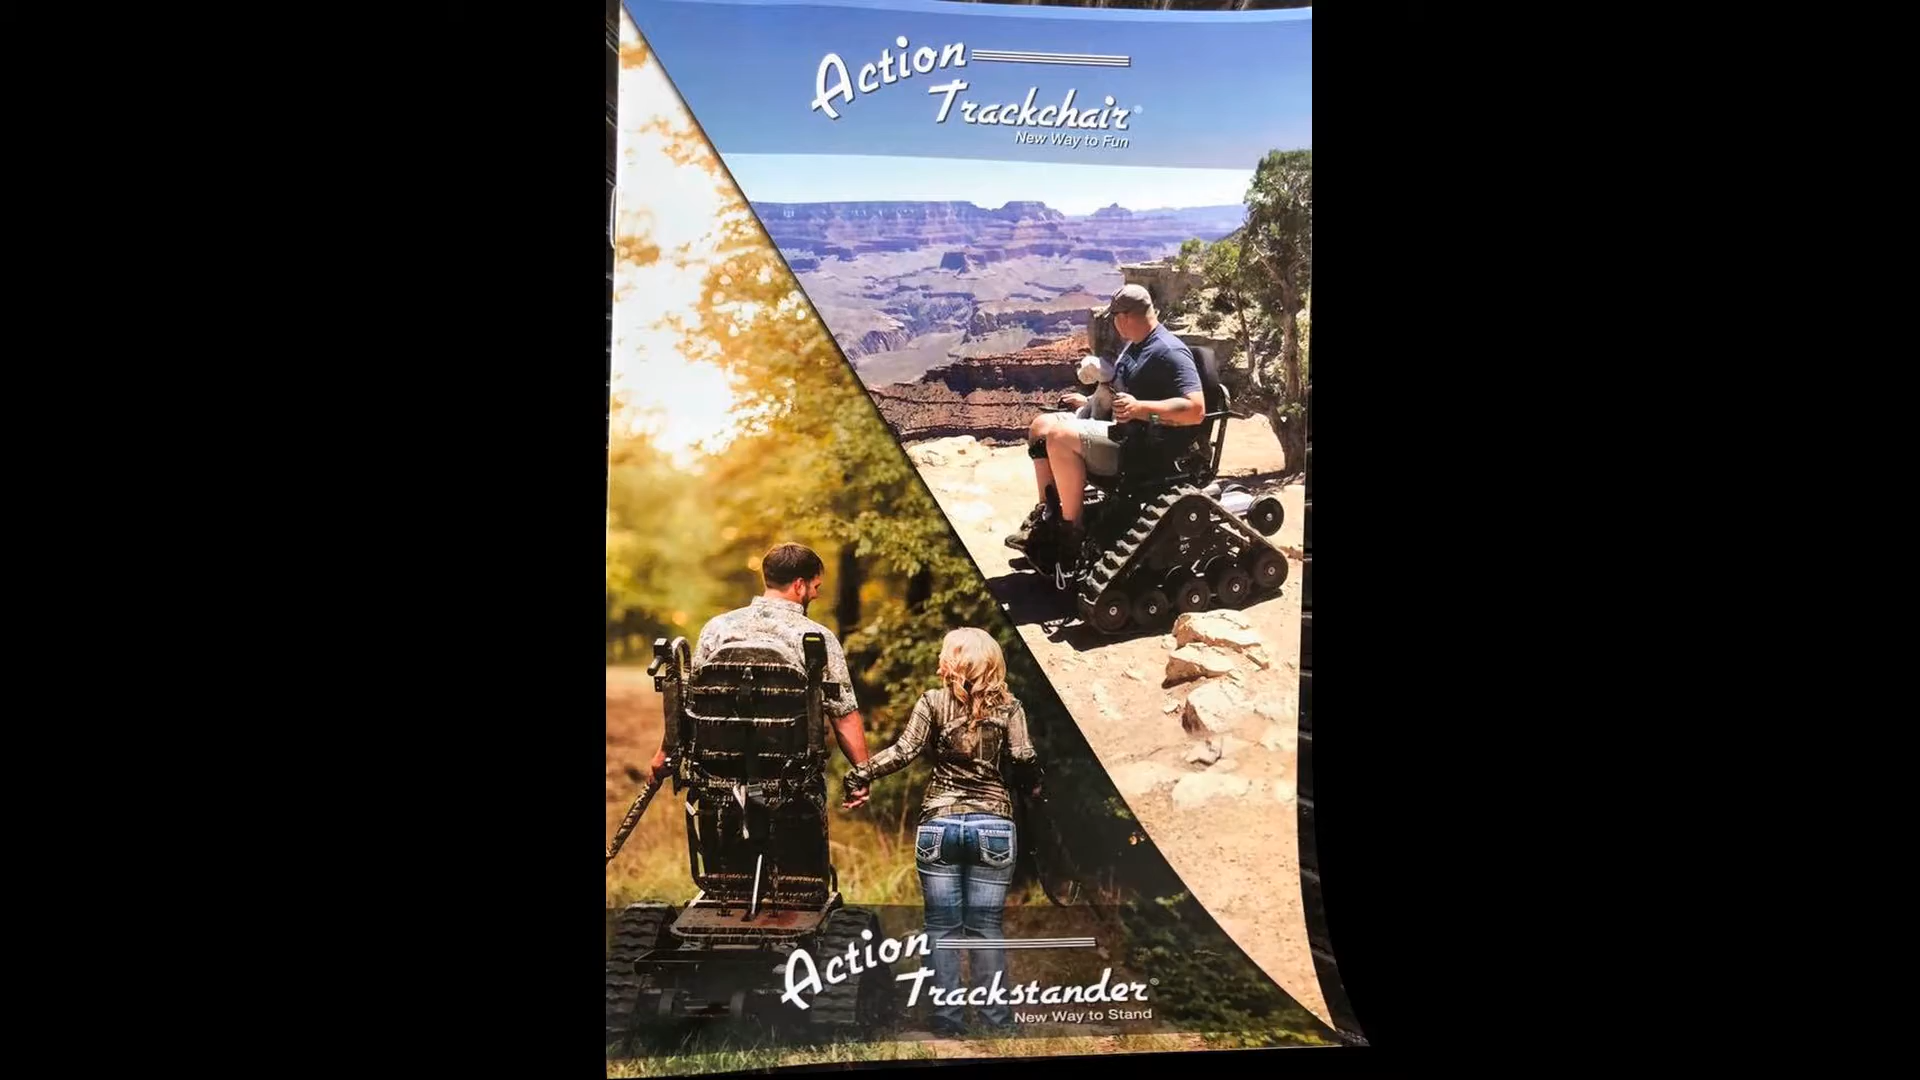 Action
Trackchair®
New Way to Fun
Action
Trackstander®
New Way to Stand